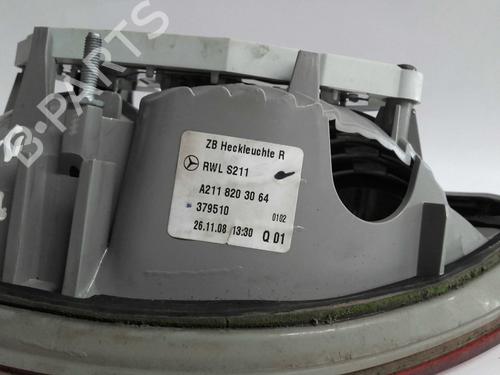 B-PARTS
ZB Heckleuchte R
RWL S211
A211 820 30 64
379510 0102
26.11.08 13:30 Q 01